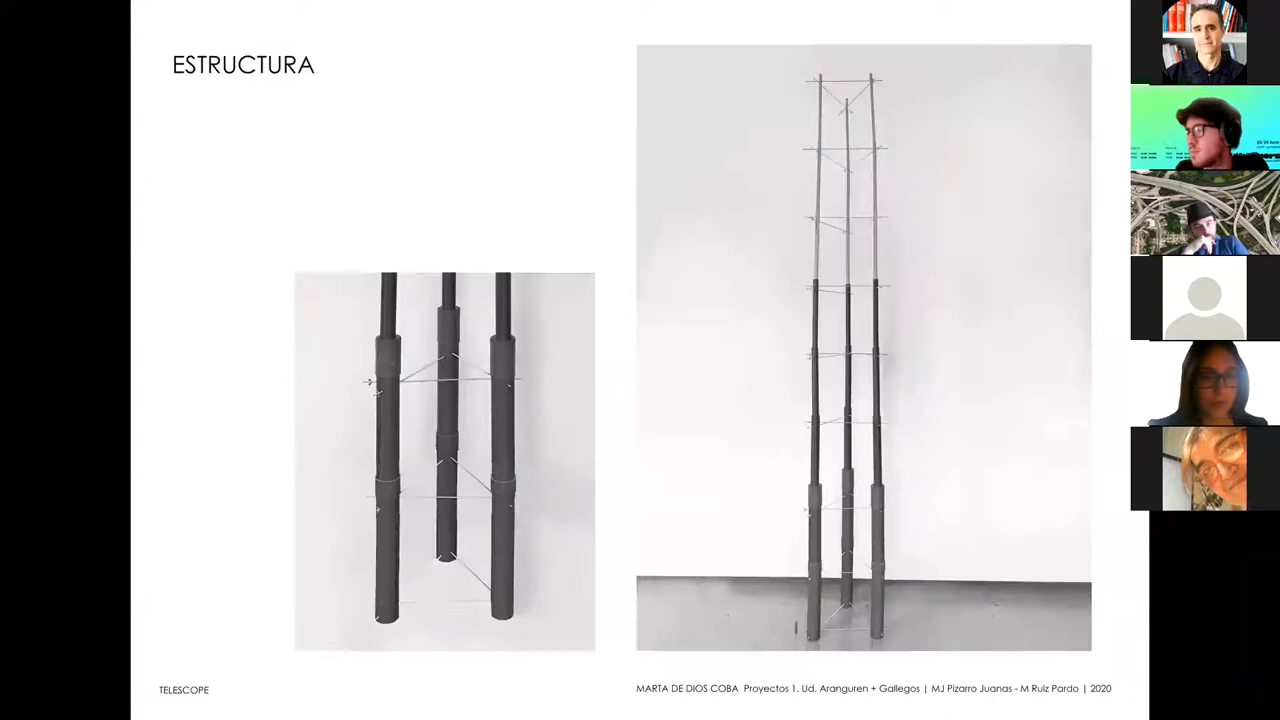 ESTRUCTURA
TELESCOPE
MARTA DE DIOS COBA Proyectos 1. Ud. Aranguren + Gallegos | MJ Pizarro Juanas - M Ruiz Pardo | 2020